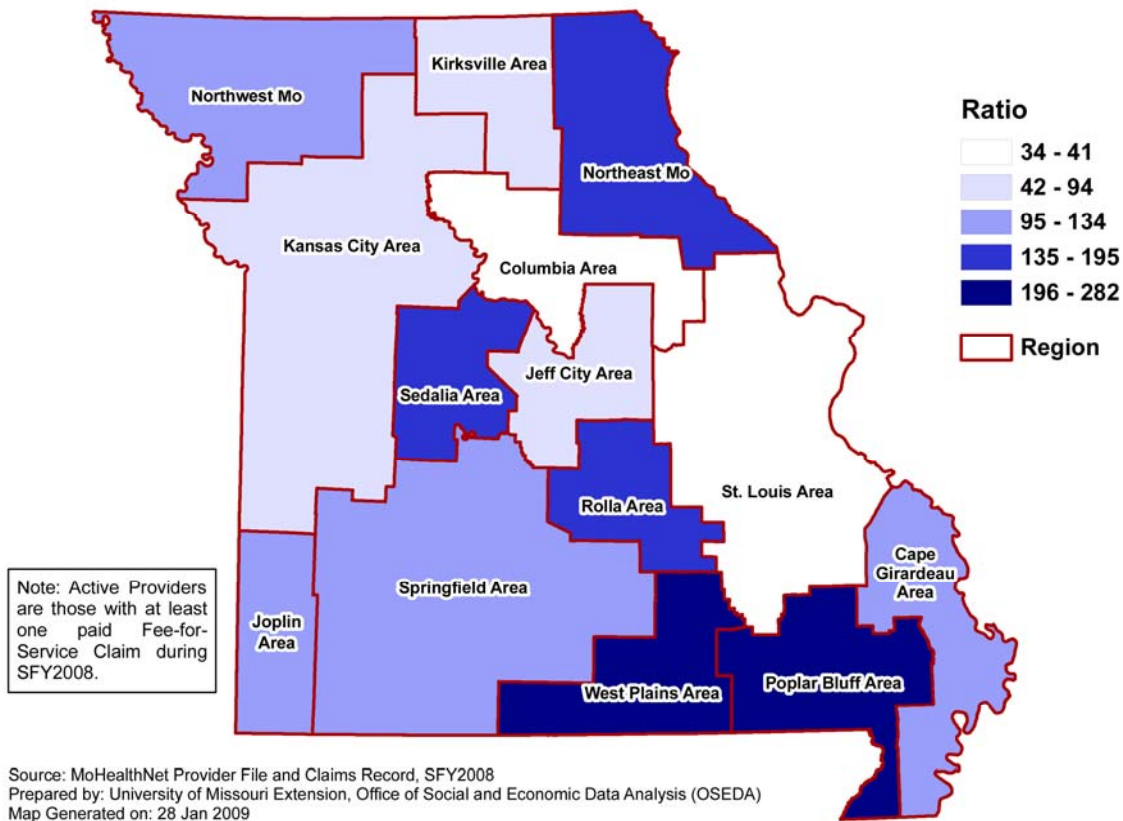 Kirksville Area
Northwest Mo
Northeast Mo
Kansas City Area
Columbia Area
Sedalia Area
Jeff City Area
Rolla Area
St. Louis Area
Springfield Area
Joplin
Area
West Plains Area
Poplar Bluff Area
Cape
Girardeau
Area
Ratio
34 - 41
42 - 94
95 - 134
135 - 195
196 - 282
Region
Note: Active Providers
are those with at least
one paid Fee-for-
Service Claim during
SFY2008.
Source: MoHealthNet Provider File and Claims Record, SFY2008
Prepared by: University of Missouri Extension, Office of Social and Economic Data Analysis (OSEDA)
Map Generated on: 28 Jan 2009